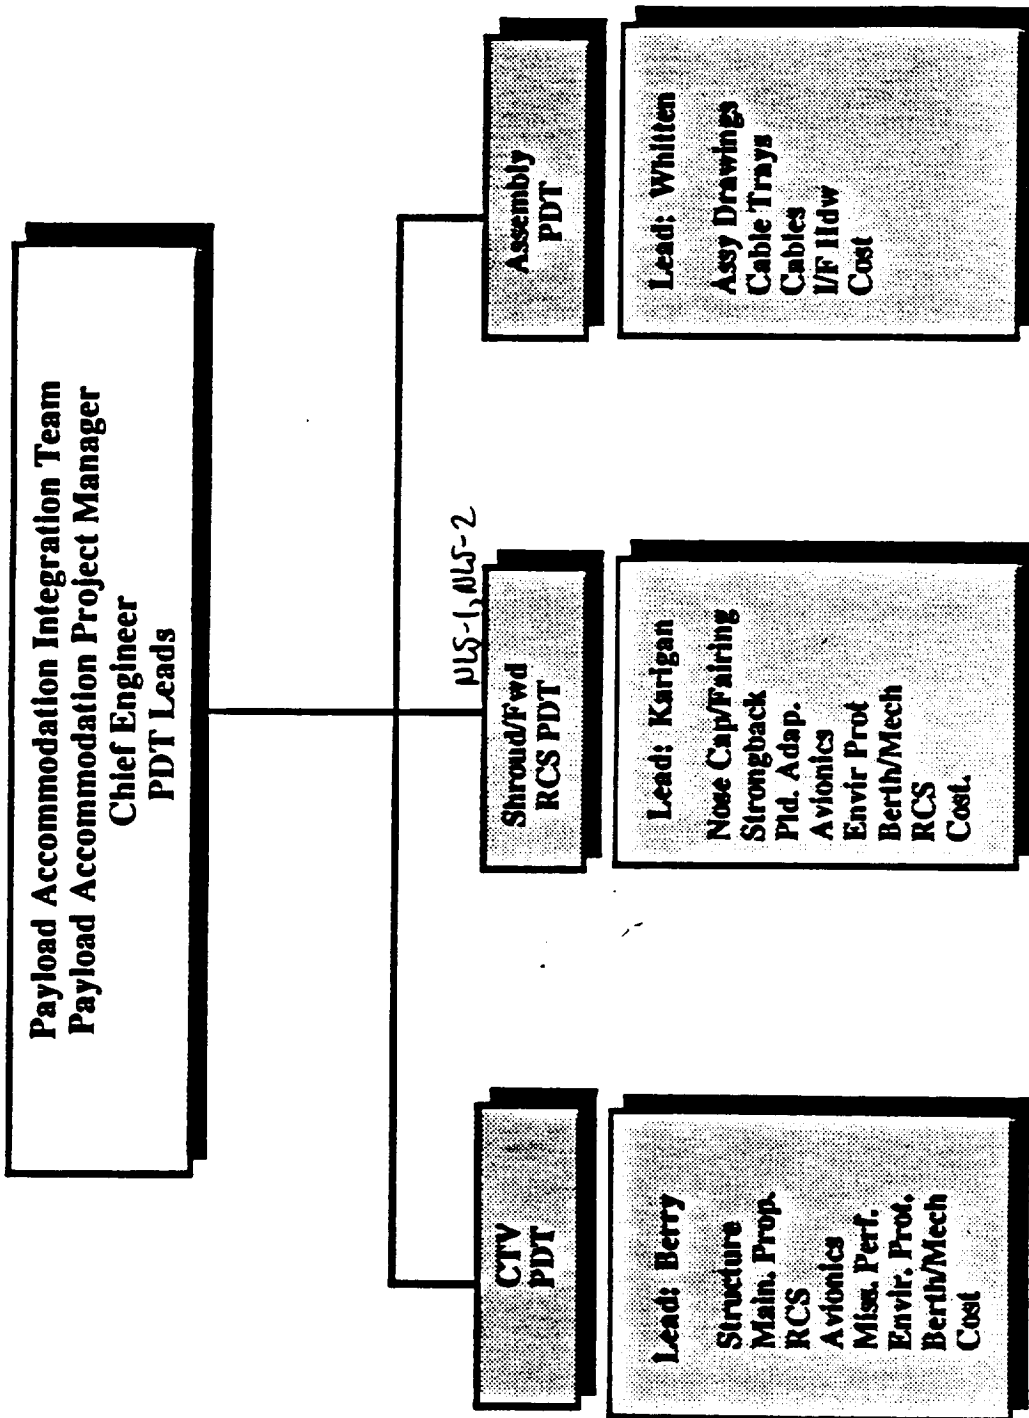 Payload Accommodation Integration Team
Payload Accommodation Project Manager
Chief Engineer
PDT Leads
NLS-1, NLS-2
CTV
PDT
Lead: Berry
Structure
Main. Prop.
RCS
Avionics
Miss. Perf.
Envir. Prot.
Berth/Mech
Cost
Shroud/Fwd
RCS PDT
Lead: Karigan
Nose Cap/Fairing
Strongback
Pld. Adap.
Avionics
Envir Prot
Berth/Mech
RCS
Cost.
Assembly
PDT
Lead: Whitten
Assy Drawings
Cable Trays
Cables
I/F Hdw
Cost